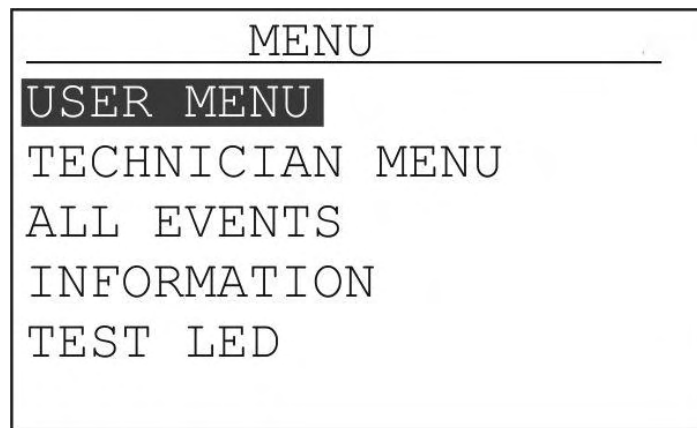 MENU
USER MENU
TECHNICIAN MENU
ALL EVENTS
INFORMATION
TEST LED